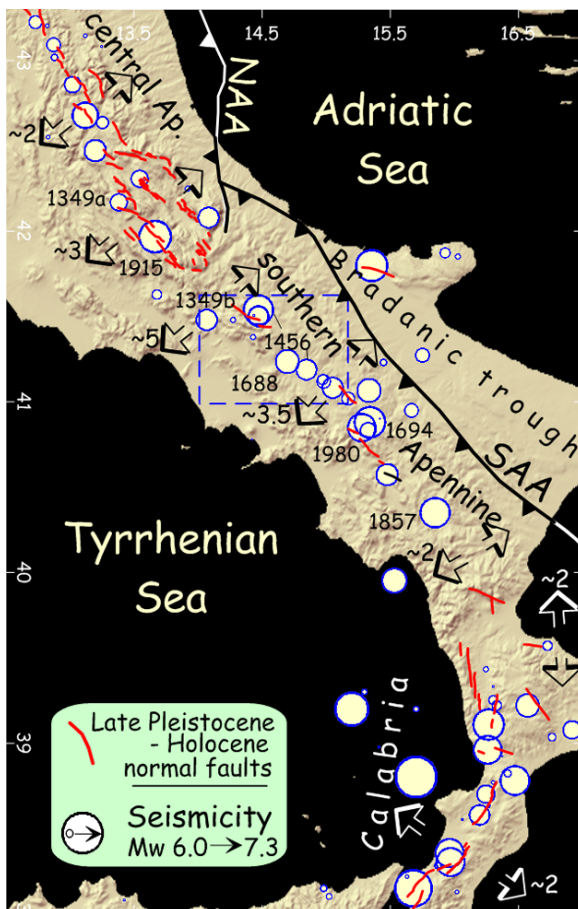 13.5
14.5
15.5
16.5
43
central Ap.
NAA
Adriatic
Sea
~2
1349a
42
~3
1915
Bradanic trough
southern
Apennine
1349b
1456
~5
1688
41
~3.5
1694
1980
SAA
1857
Tyrrhenian
Sea
~2
40
~2
Calabria
39
Late Pleistocene
- Holocene
normal faults
Seismicity
Mw 6.0→7.3
~2